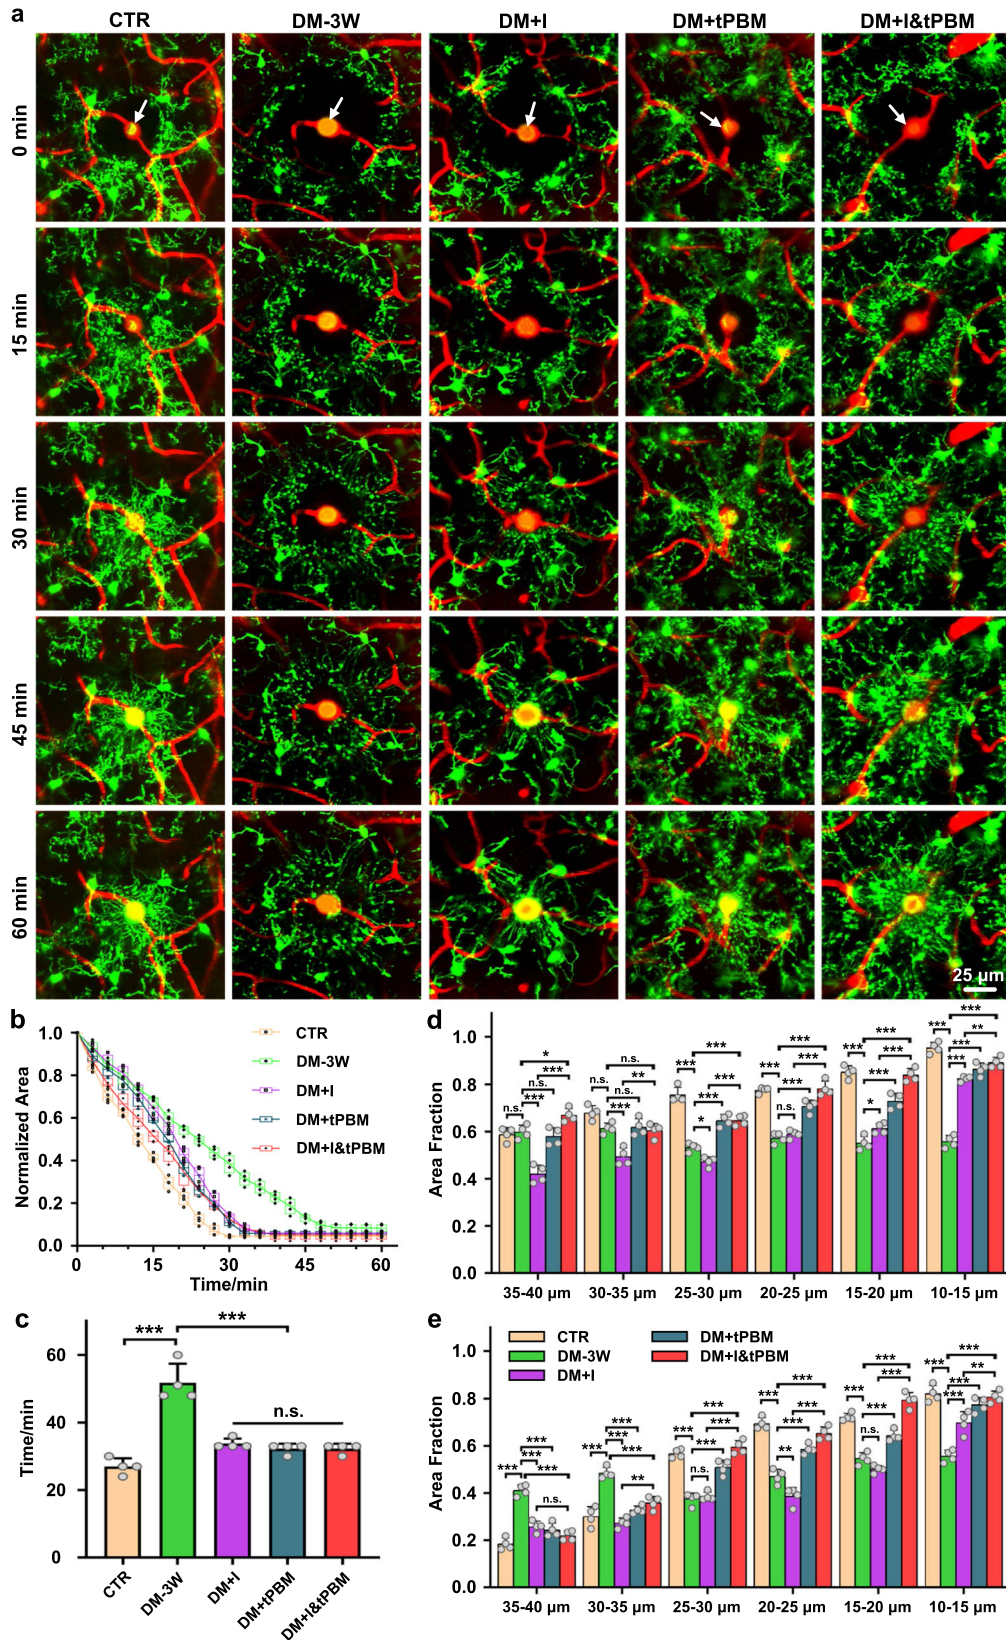 a
CTR DM-3W DM+I DM+tPBM DM+I&tPBM
0 min
15 min
30 min
45 min
60 min
25 µm
b
Normalized Area
1.0
0.8
0.6
0.4
0.2
0.0
0 15 30 45 60
Time/min
CTR
DM-3W
DM+I
DM+tPBM
DM+I&tPBM
c
Time/min
60
40
20
0
*** ***
n.s.
CTR DM-3W DM+I DM+tPBM DM+I&tPBM
d
Area Fraction
1.0
0.8
0.6
0.4
0.2
0.0
*
***
n.s.
***
n.s.
n.s.
**
n.s.
***
n.s.
***
***
***
***
*
***
***
***
n.s.
***
***
***
***
*
***
***
**
***
***
***
35-40 µm 30-35 µm 25-30 µm 20-25 µm 15-20 µm 10-15 µm
e
CTR DM+tPBM
DM-3W DM+I&tPBM
DM+I
Area Fraction
1.0
0.8
0.6
0.4
0.2
0.0
***
***
***
***
n.s.
***
***
***
***
**
***
***
***
***
n.s.
***
***
***
***
**
***
***
***
***
n.s.
***
**
***
***
***
35-40 µm 30-35 µm 25-30 µm 20-25 µm 15-20 µm 10-15 µm